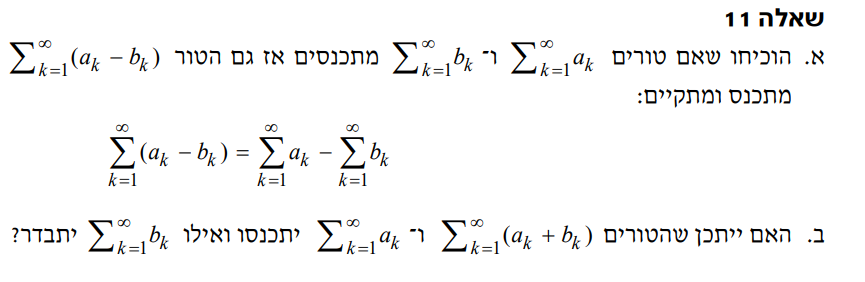 שאלה 11
א. הוכיחו שאם טורים $\sum_{k=1}^{\infty} a_k$ ו־ $\sum_{k=1}^{\infty} b_k$ מתכנסים אז גם הטור $\sum_{k=1}^{\infty} (a_k - b_k)$
מתכנס ומתקיים:
$\sum_{k=1}^{\infty} (a_k - b_k) = \sum_{k=1}^{\infty} a_k - \sum_{k=1}^{\infty} b_k$
ב. האם ייתכן שהטורים $\sum_{k=1}^{\infty} (a_k + b_k)$ ו־ $\sum_{k=1}^{\infty} a_k$ יתכנסו ואילו $\sum_{k=1}^{\infty} b_k$ יתבדר?